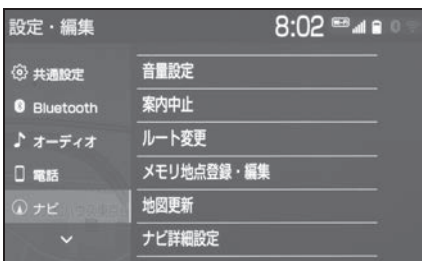 設定・編集
8:02
共通設定
Bluetooth
オーディオ
電話
ナビ
音量設定
案内中止
ルート変更
メモリ地点登録・編集
地図更新
ナビ詳細設定